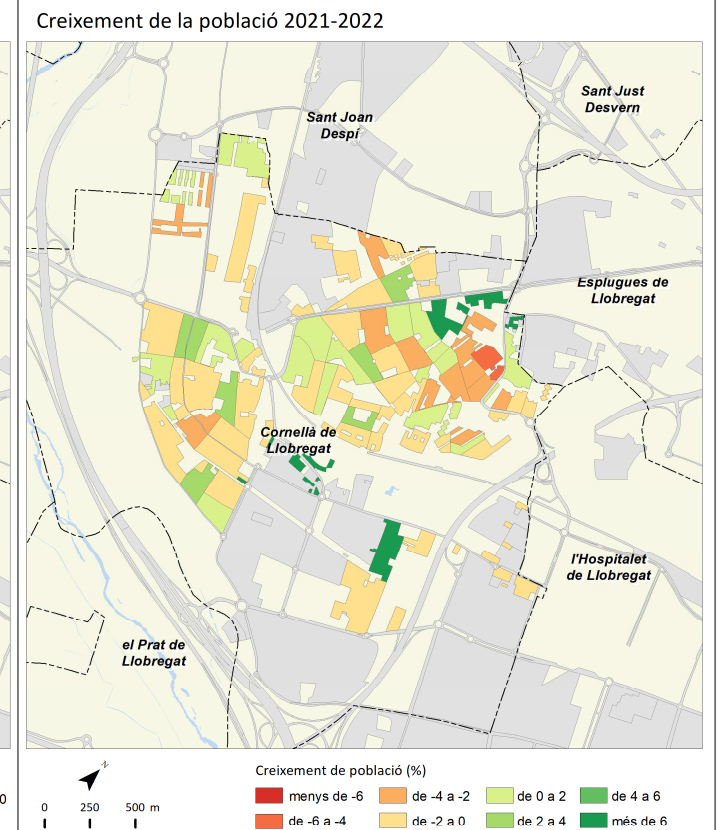 Creixement de la població 2021-2022
Sant Just
Desvern
Sant Joan
Despí
Esplugues de
Llobregat
Cornellà de
Llobregat
l'Hospitalet
de Llobregat
el Prat de
Llobregat
N
0
0 250 500 m
Creixement de població (%)
menys de -6
de -4 a -2
de 0 a 2
de 4 a 6
de -6 a -4
de -2 a 0
de 2 a 4
més de 6